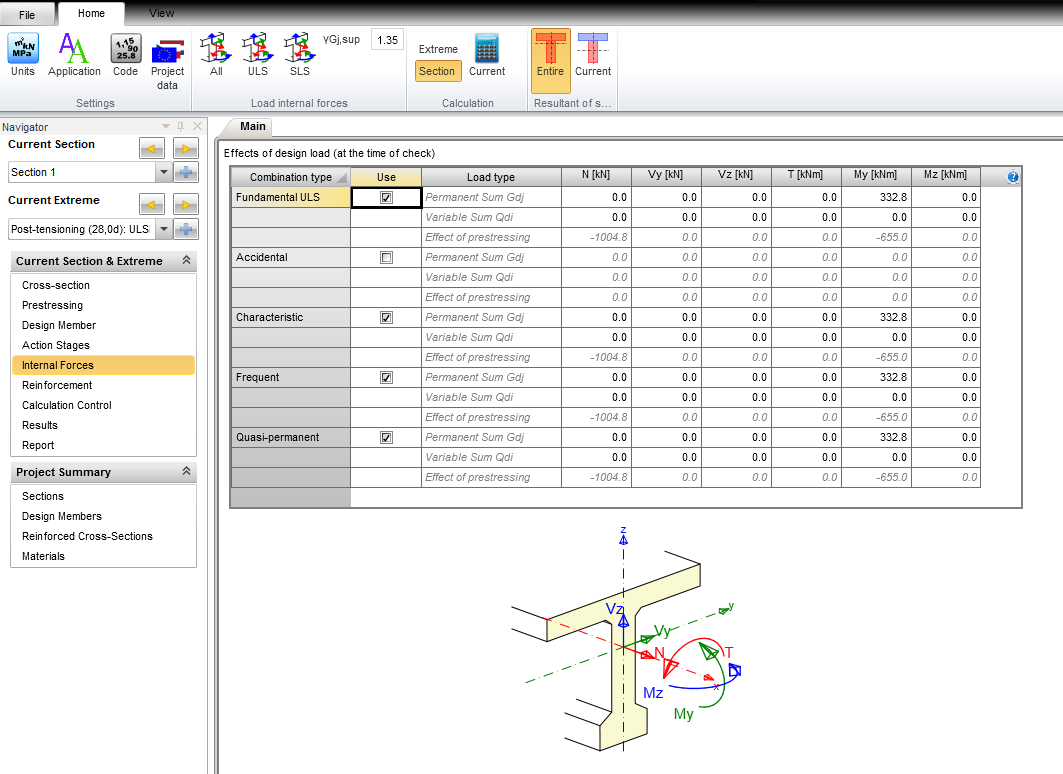 File Home View
m²kN MPa 1,15 90 25.8 γGj,sup 1.35
Extreme
Units Application Code Project data All ULS SLS Section Current Entire Current
Settings Load internal forces Calculation Resultant of s...
Navigator
Current Section
Section 1
Current Extreme
Post-tensioning (28,0d): ULS
Current Section & Extreme
Cross-section
Prestressing
Design Member
Action Stages
Internal Forces
Reinforcement
Calculation Control
Results
Report
Project Summary
Sections
Design Members
Reinforced Cross-Sections
Materials
Main
Effects of design load (at the time of check)
Combination type Use Load type N [kN] Vy [kN] Vz [kN] T [kNm] My [kNm] Mz [kNm] ?
Fundamental ULS Permanent Sum Gdj 0.0 0.0 0.0 0.0 332.8 0.0
Variable Sum Qdi 0.0 0.0 0.0 0.0 0.0 0.0
Effect of prestressing -1004.8 0.0 0.0 0.0 -655.0 0.0
Accidental Permanent Sum Gdj 0.0 0.0 0.0 0.0 0.0 0.0
Variable Sum Qdi 0.0 0.0 0.0 0.0 0.0 0.0
Effect of prestressing 0.0 0.0 0.0 0.0 0.0 0.0
Characteristic Permanent Sum Gdj 0.0 0.0 0.0 0.0 332.8 0.0
Variable Sum Qdi 0.0 0.0 0.0 0.0 0.0 0.0
Effect of prestressing -1004.8 0.0 0.0 0.0 -655.0 0.0
Frequent Permanent Sum Gdj 0.0 0.0 0.0 0.0 332.8 0.0
Variable Sum Qdi 0.0 0.0 0.0 0.0 0.0 0.0
Effect of prestressing -1004.8 0.0 0.0 0.0 -655.0 0.0
Quasi-permanent Permanent Sum Gdj 0.0 0.0 0.0 0.0 332.8 0.0
Variable Sum Qdi 0.0 0.0 0.0 0.0 0.0 0.0
Effect of prestressing -1004.8 0.0 0.0 0.0 -655.0 0.0
z
Vz y
Vy
N T
x
Mz
My